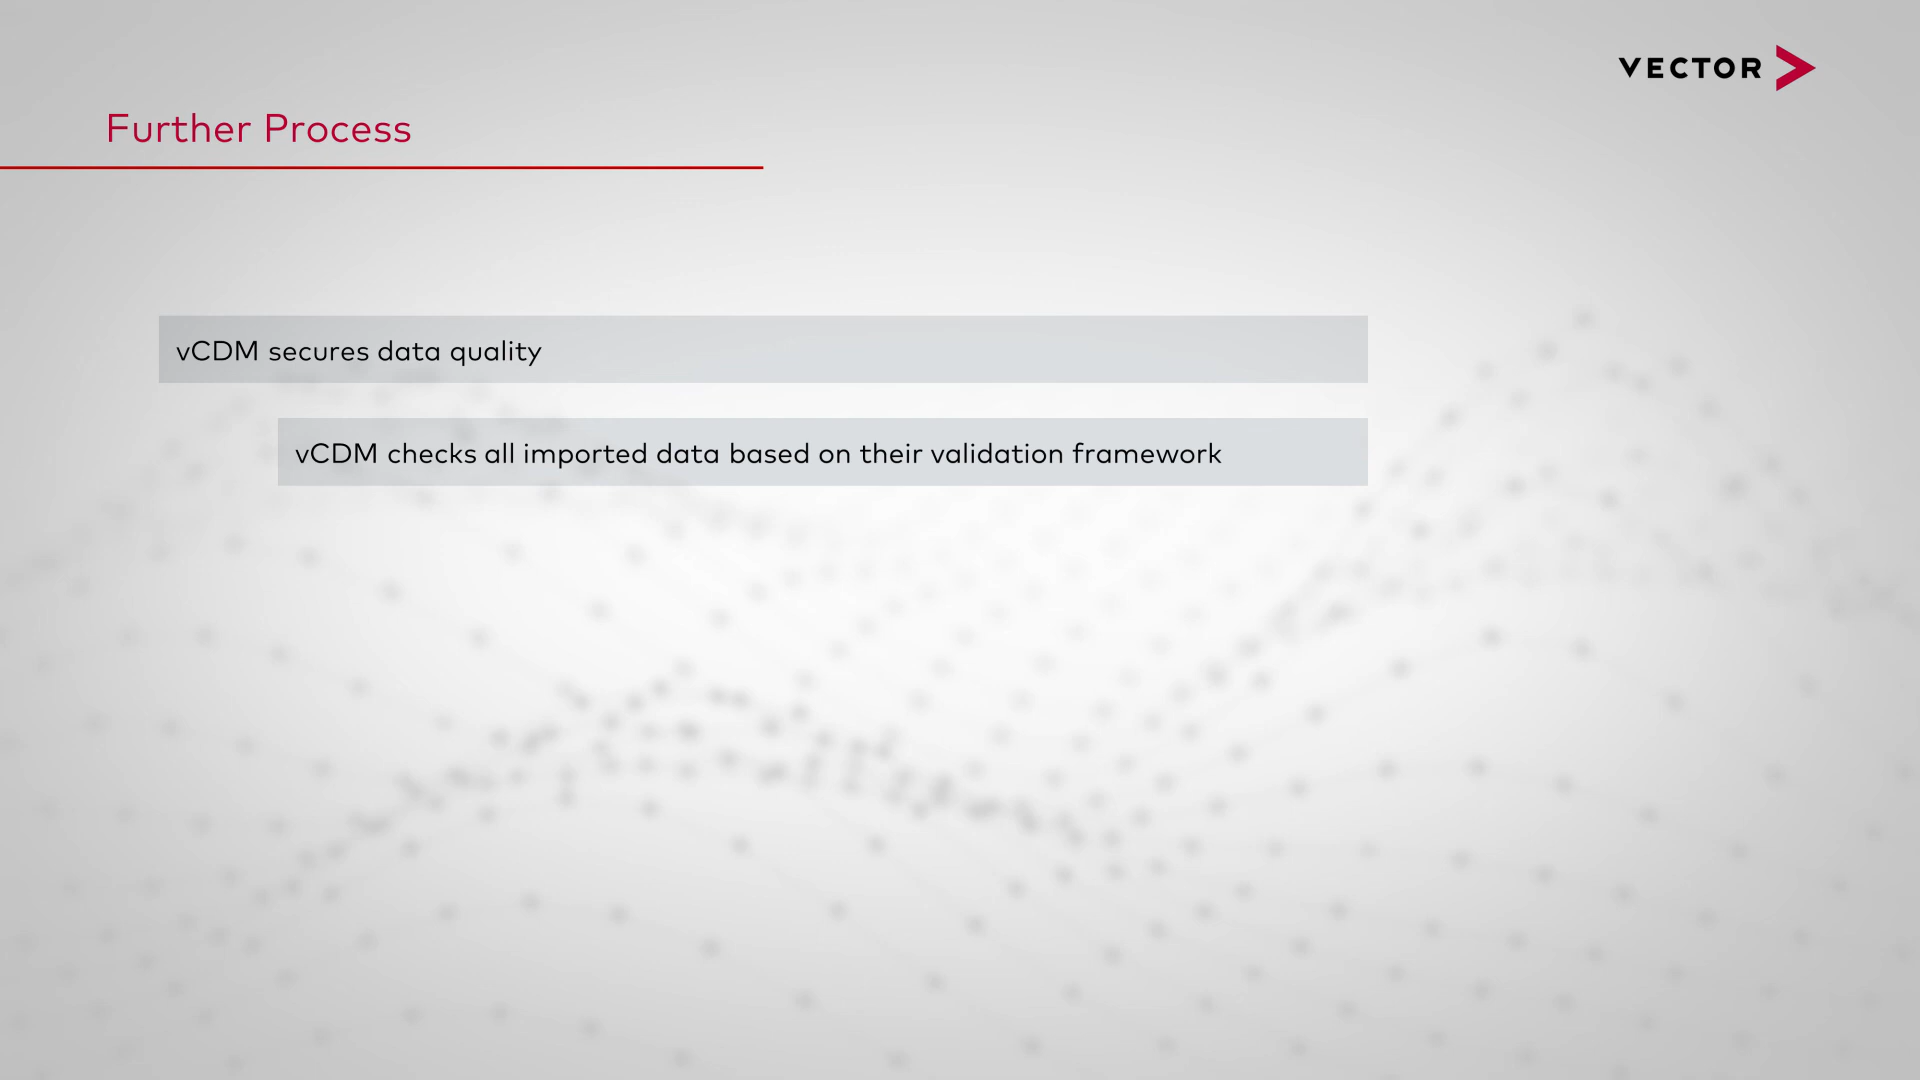 VECTOR
Further Process
vCDM secures data quality
vCDM checks all imported data based on their validation framework